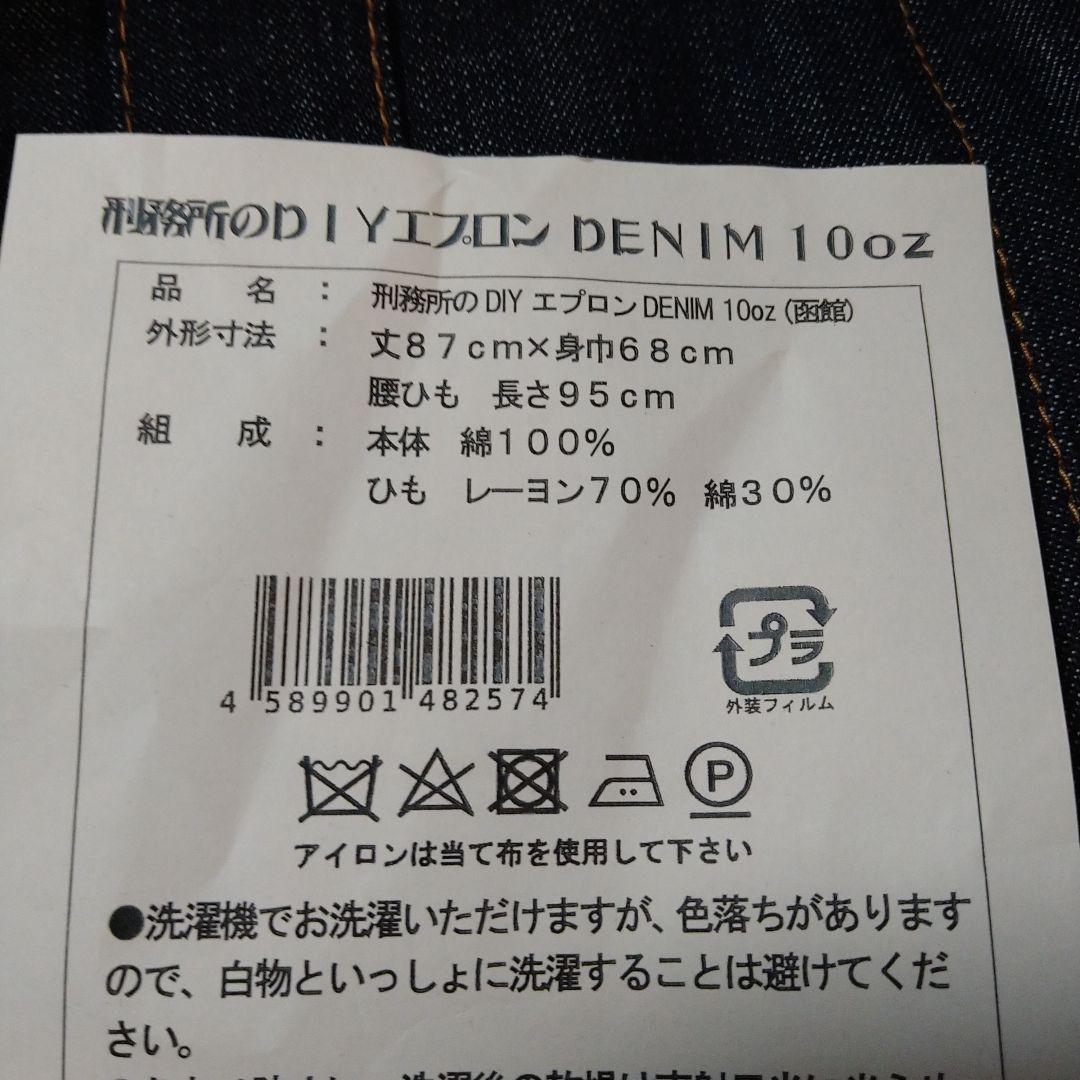 刑務所のDIYエプロン DENIM 10oz
品名： 刑務所の DIY エプロン DENIM 10oz (函館)
外形寸法： 丈87cm×身巾68cm
腰ひも 長さ95cm
組成： 本体 綿100%
ひも レーヨン70% 綿30%
4 589901 482574
プラ
外装フィルム
P
アイロンは当て布を使用して下さい
●洗濯機でお洗濯いただけますが、色落ちがあります
ので、白物といっしょに洗濯することは避けてくだ
さい。